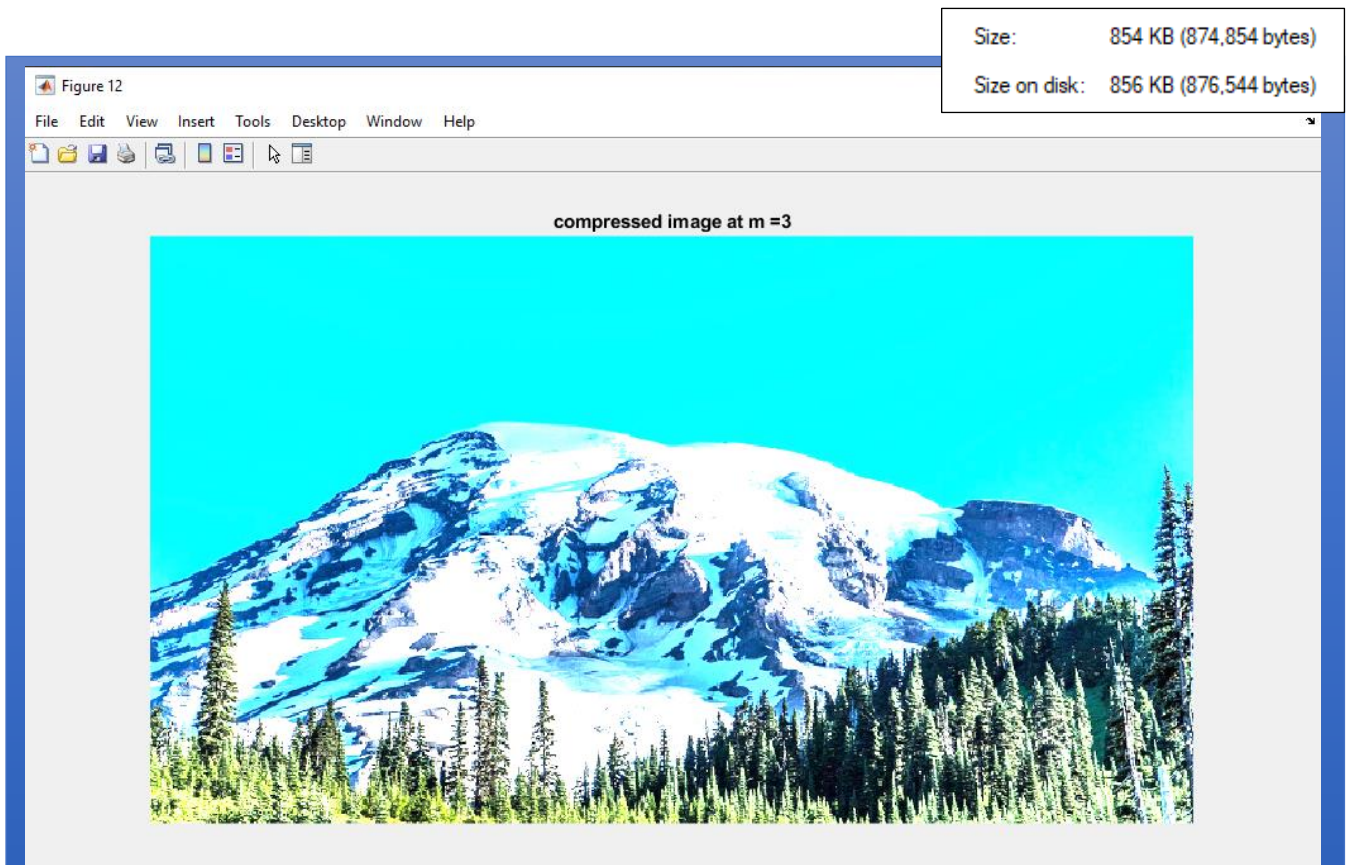 Size: 854 KB (874,854 bytes)
Size on disk: 856 KB (876,544 bytes)
Figure 12
File Edit View Insert Tools Desktop Window Help
compressed image at m =3